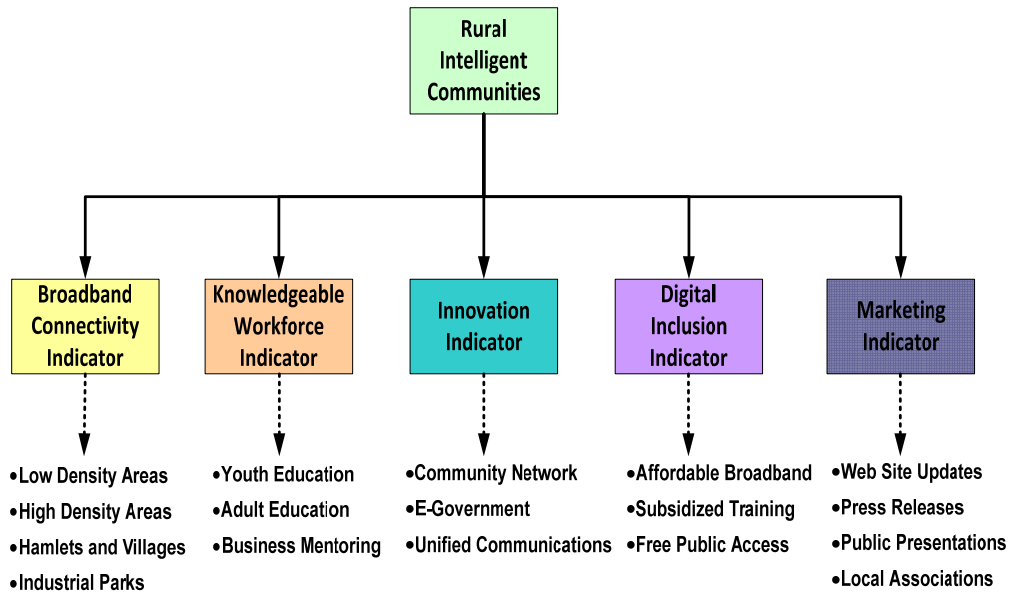 Rural
Intelligent
Communities
Broadband
Connectivity
Indicator
Knowledgeable
Workforce
Indicator
Innovation
Indicator
Digital
Inclusion
Indicator
Marketing
Indicator
•Low Density Areas
•High Density Areas
•Hamlets and Villages
•Industrial Parks
•Youth Education
•Adult Education
•Business Mentoring
•Community Network
•E-Government
•Unified Communications
•Affordable Broadband
•Subsidized Training
•Free Public Access
•Web Site Updates
•Press Releases
•Public Presentations
•Local Associations